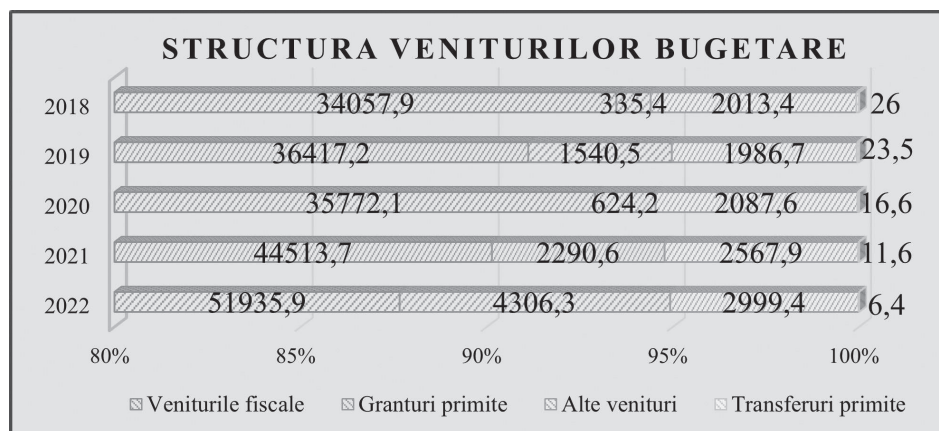 STRUCTURA VENITURILOR BUGETARE
2018 34057,9 335,4 2013,4 26
2019 36417,2 1540,5 1986,7 23,5
2020 35772,1 624,2 2087,6 16,6
2021 44513,7 2290,6 2567,9 11,6
2022 51935,9 4306,3 2999,4 6,4
80% 85% 90% 95% 100%
Veniturile fiscale Granturi primite Alte venituri Transferuri primite